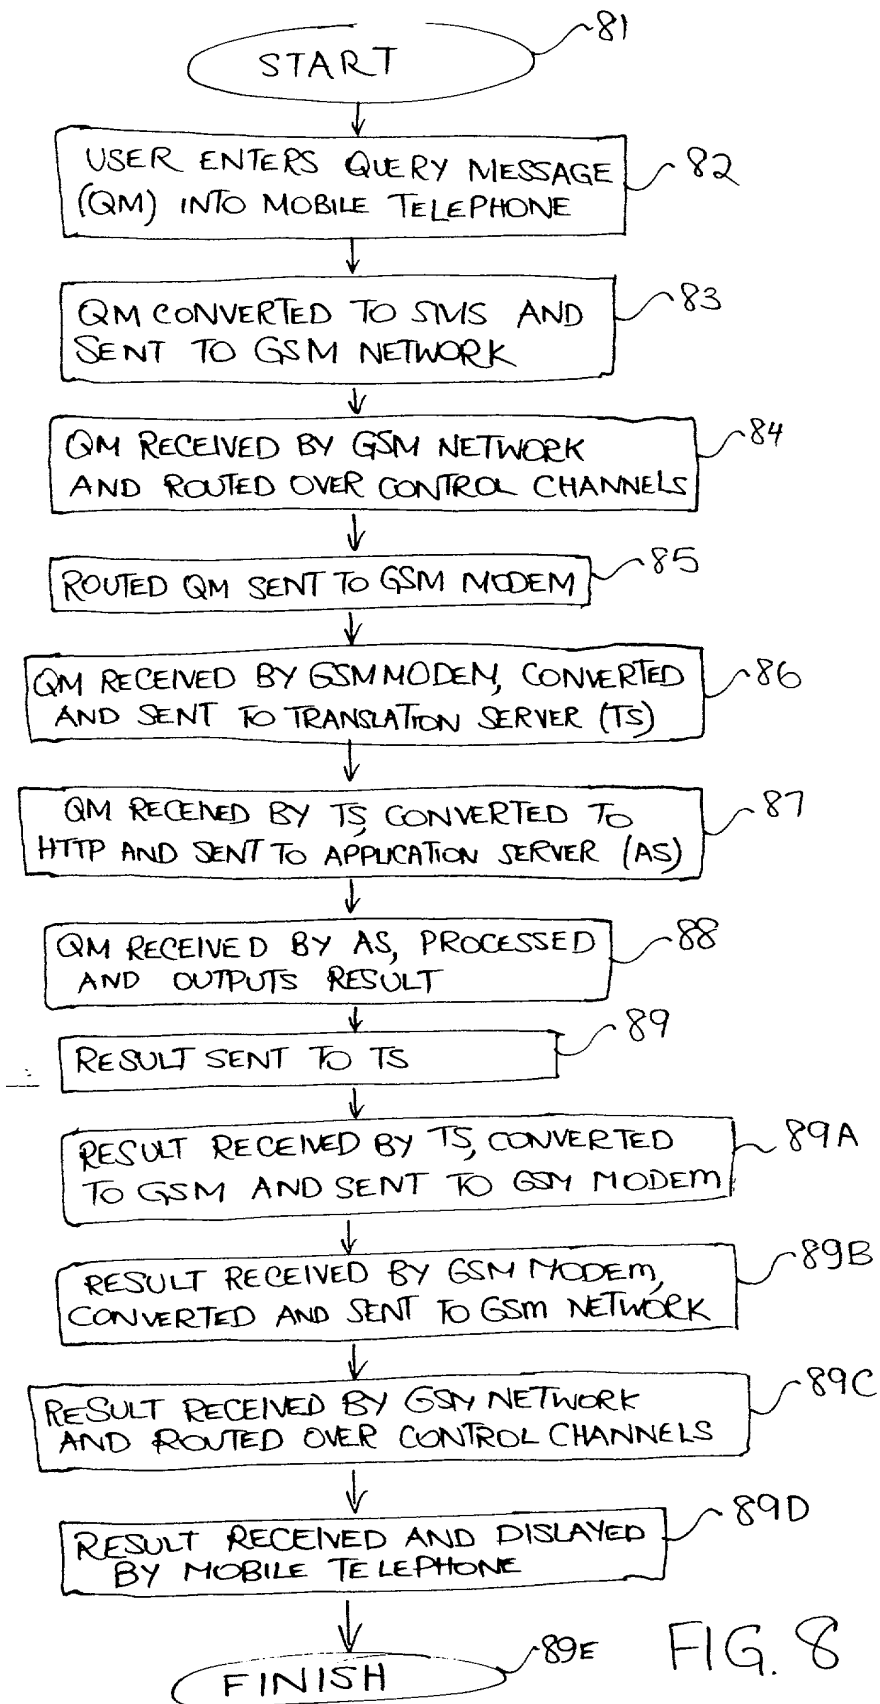 START
81
USER ENTERS QUERY MESSAGE
(QM) INTO MOBILE TELEPHONE
82
QM CONVERTED TO SMS AND
SENT TO GSM NETWORK
83
QM RECEIVED BY GSM NETWORK
AND ROUTED OVER CONTROL CHANNELS
84
ROUTED QM SENT TO GSM MODEM
85
QM RECEIVED BY GSM MODEM, CONVERTED
AND SENT TO TRANSLATION SERVER (TS)
86
QM RECEIVED BY TS, CONVERTED TO
HTTP AND SENT TO APPLICATION SERVER (AS)
87
QM RECEIVED BY AS, PROCESSED
AND OUTPUTS RESULT
88
RESULT SENT TO TS
89
RESULT RECEIVED BY TS, CONVERTED
TO GSM AND SENT TO GSM MODEM
89A
RESULT RECEIVED BY GSM MODEM,
CONVERTED AND SENT TO GSM NETWORK
89B
RESULT RECEIVED BY GSM NETWORK
AND ROUTED OVER CONTROL CHANNELS
89C
RESULT RECEIVED AND DISLAYED
BY MOBILE TELEPHONE
89D
FINISH
89E
FIG. 8